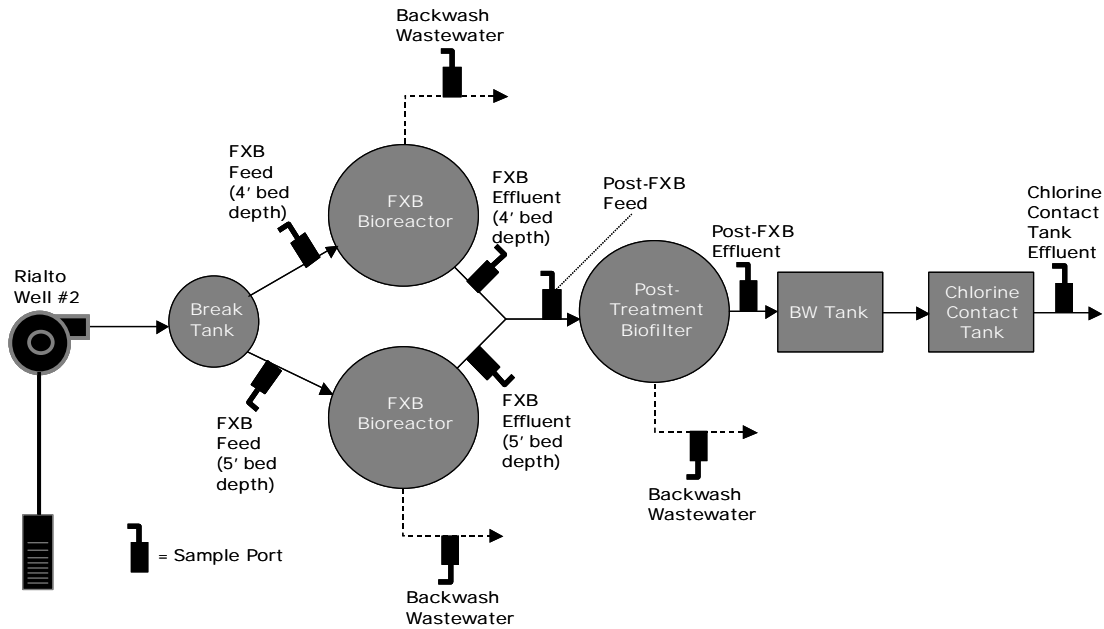 Backwash
Wastewater
FXB
Feed
(4' bed
depth)
FXB
Bioreactor
FXB
Effluent
(4' bed
depth)
Post-FXB
Feed
Chlorine
Contact
Tank
Effluent
Post-FXB
Effluent
Rialto
Well #2
Break
Tank
Post-
Treatment
Biofilter
BW Tank
Chlorine
Contact
Tank
FXB
Bioreactor
FXB
Feed
(5' bed
depth)
FXB
Effluent
(5' bed
depth)
Backwash
Wastewater
= Sample Port
Backwash
Wastewater